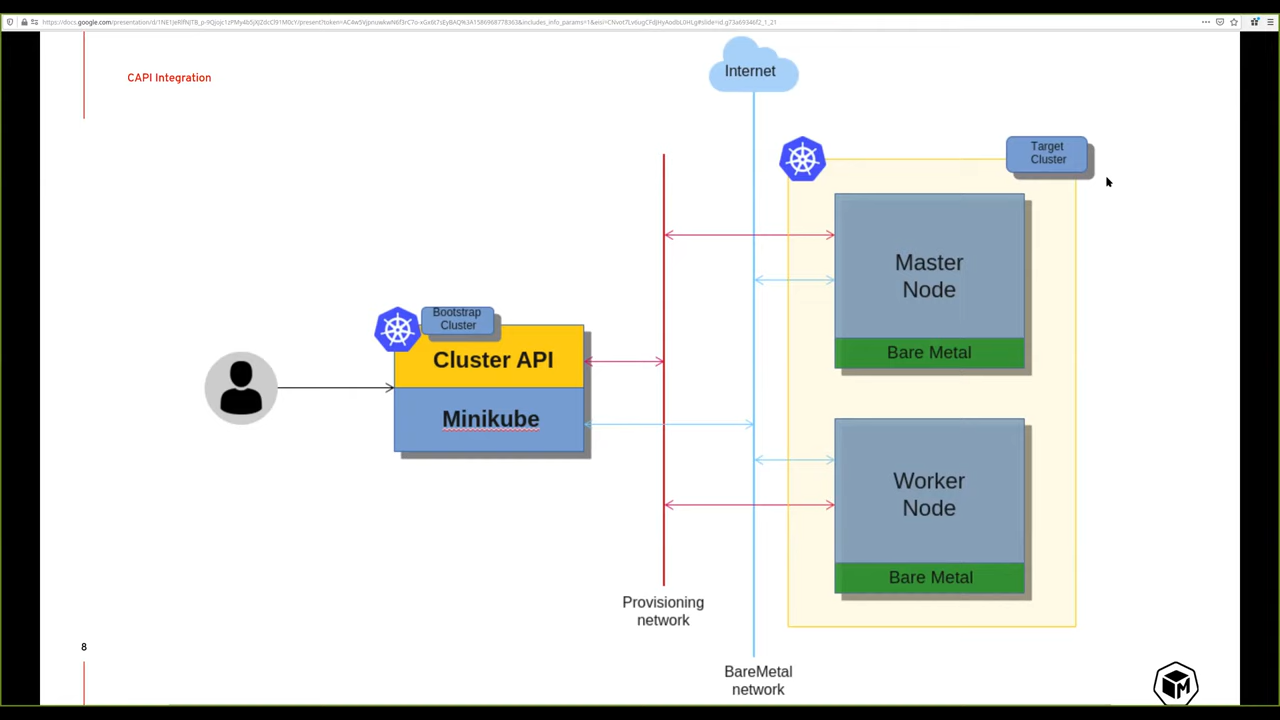 CAPI Integration
Internet
Target
Cluster
Master
Node
Bare Metal
Bootstrap
Cluster
Cluster API
Minikube
Worker
Node
Bare Metal
Provisioning
network
BareMetal
network
8
M